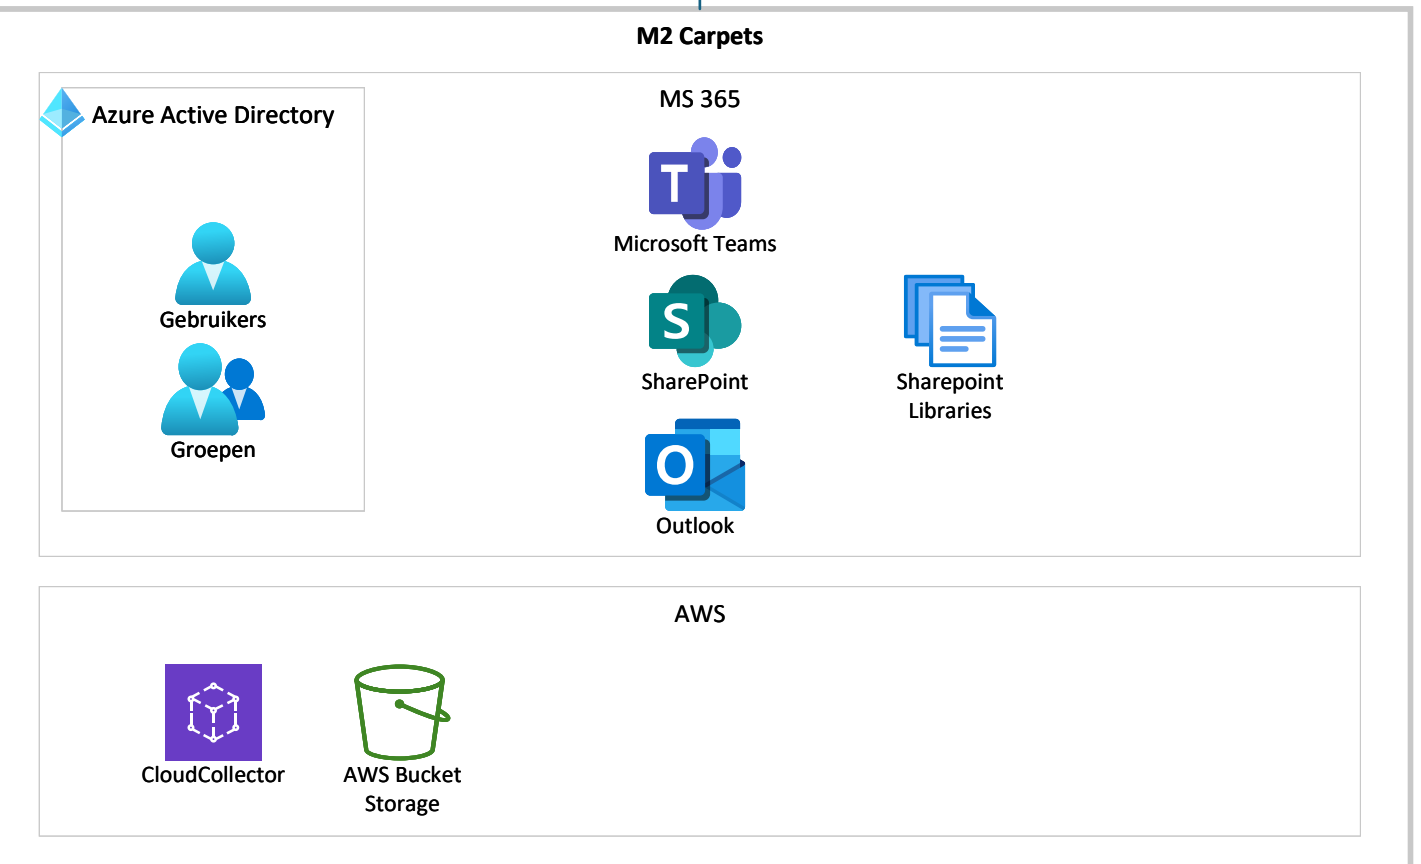 M2 Carpets
MS 365
Azure Active Directory
T
Microsoft Teams
Gebruikers
S
SharePoint
Sharepoint
Libraries
Groepen
O
Outlook
AWS
CloudCollector
AWS Bucket
Storage